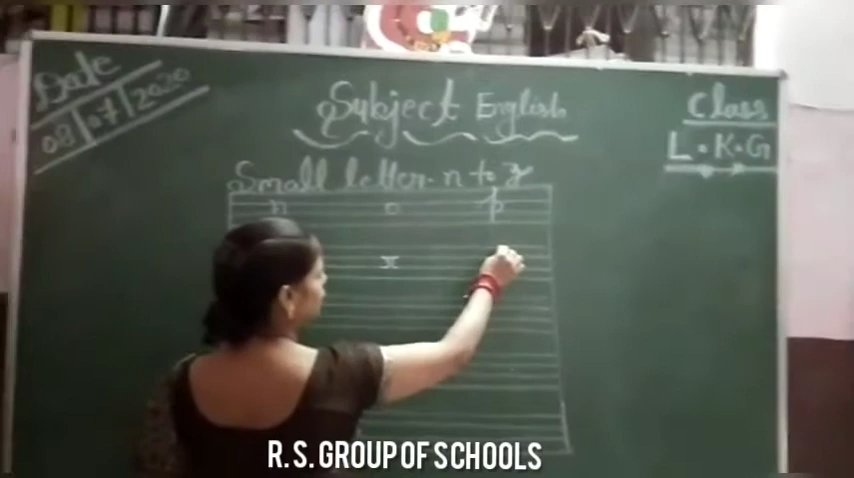 Date
08/07/2020
Subject English
Class
L.K.G
Small letter-n to z
n o p
r
R.S. GROUP OF SCHOOLS